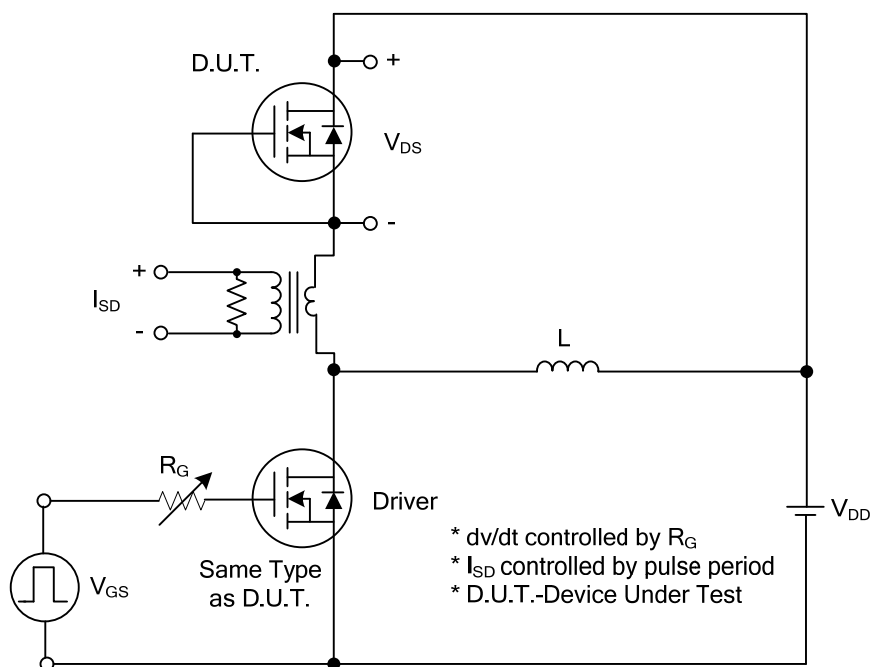 D.U.T.
+
V_DS
-
+
I_SD
-
L
R_G
Driver
V_DD
V_GS
Same Type
as D.U.T.
* dv/dt controlled by R_G
* I_SD controlled by pulse period
* D.U.T.-Device Under Test